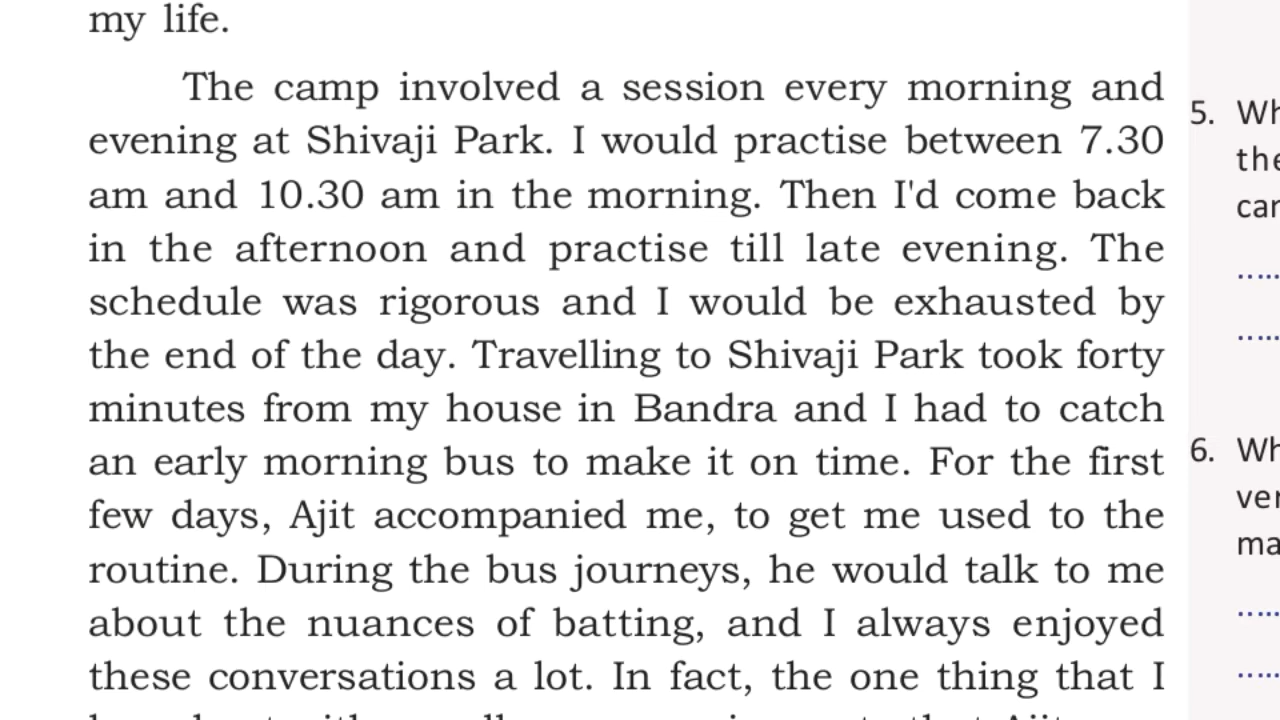 my life.
The camp involved a session every morning and
evening at Shivaji Park. I would practise between 7.30
am and 10.30 am in the morning. Then I'd come back
in the afternoon and practise till late evening. The
schedule was rigorous and I would be exhausted by
the end of the day. Travelling to Shivaji Park took forty
minutes from my house in Bandra and I had to catch
an early morning bus to make it on time. For the first
few days, Ajit accompanied me, to get me used to the
routine. During the bus journeys, he would talk to me
about the nuances of batting, and I always enjoyed
these conversations a lot. In fact, the one thing that I
5.
6.